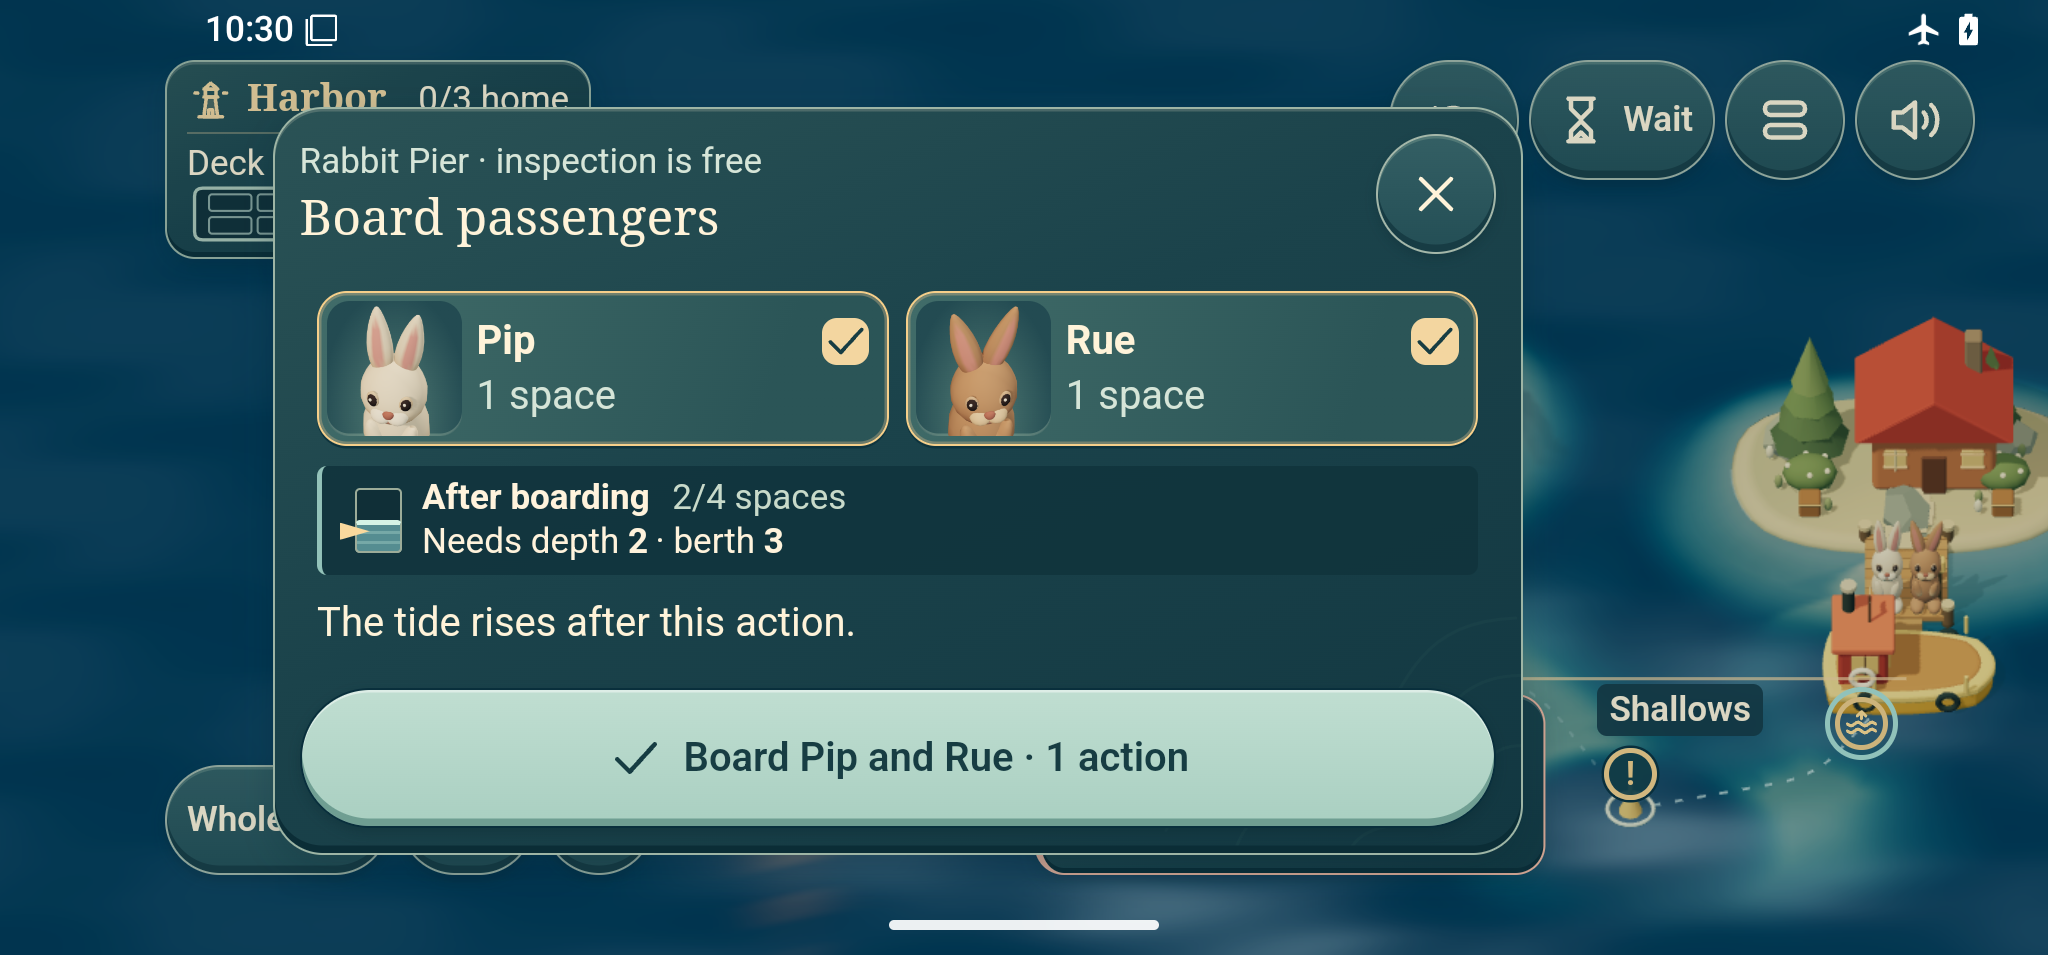 10:30
Harbor 0/3 home
Wait
Deck
Rabbit Pier · inspection is free
Board passengers
Pip
1 space
Rue
1 space
After boarding 2/4 spaces
Needs depth 2 · berth 3
The tide rises after this action.
Board Pip and Rue · 1 action
Shallows
!
Whole